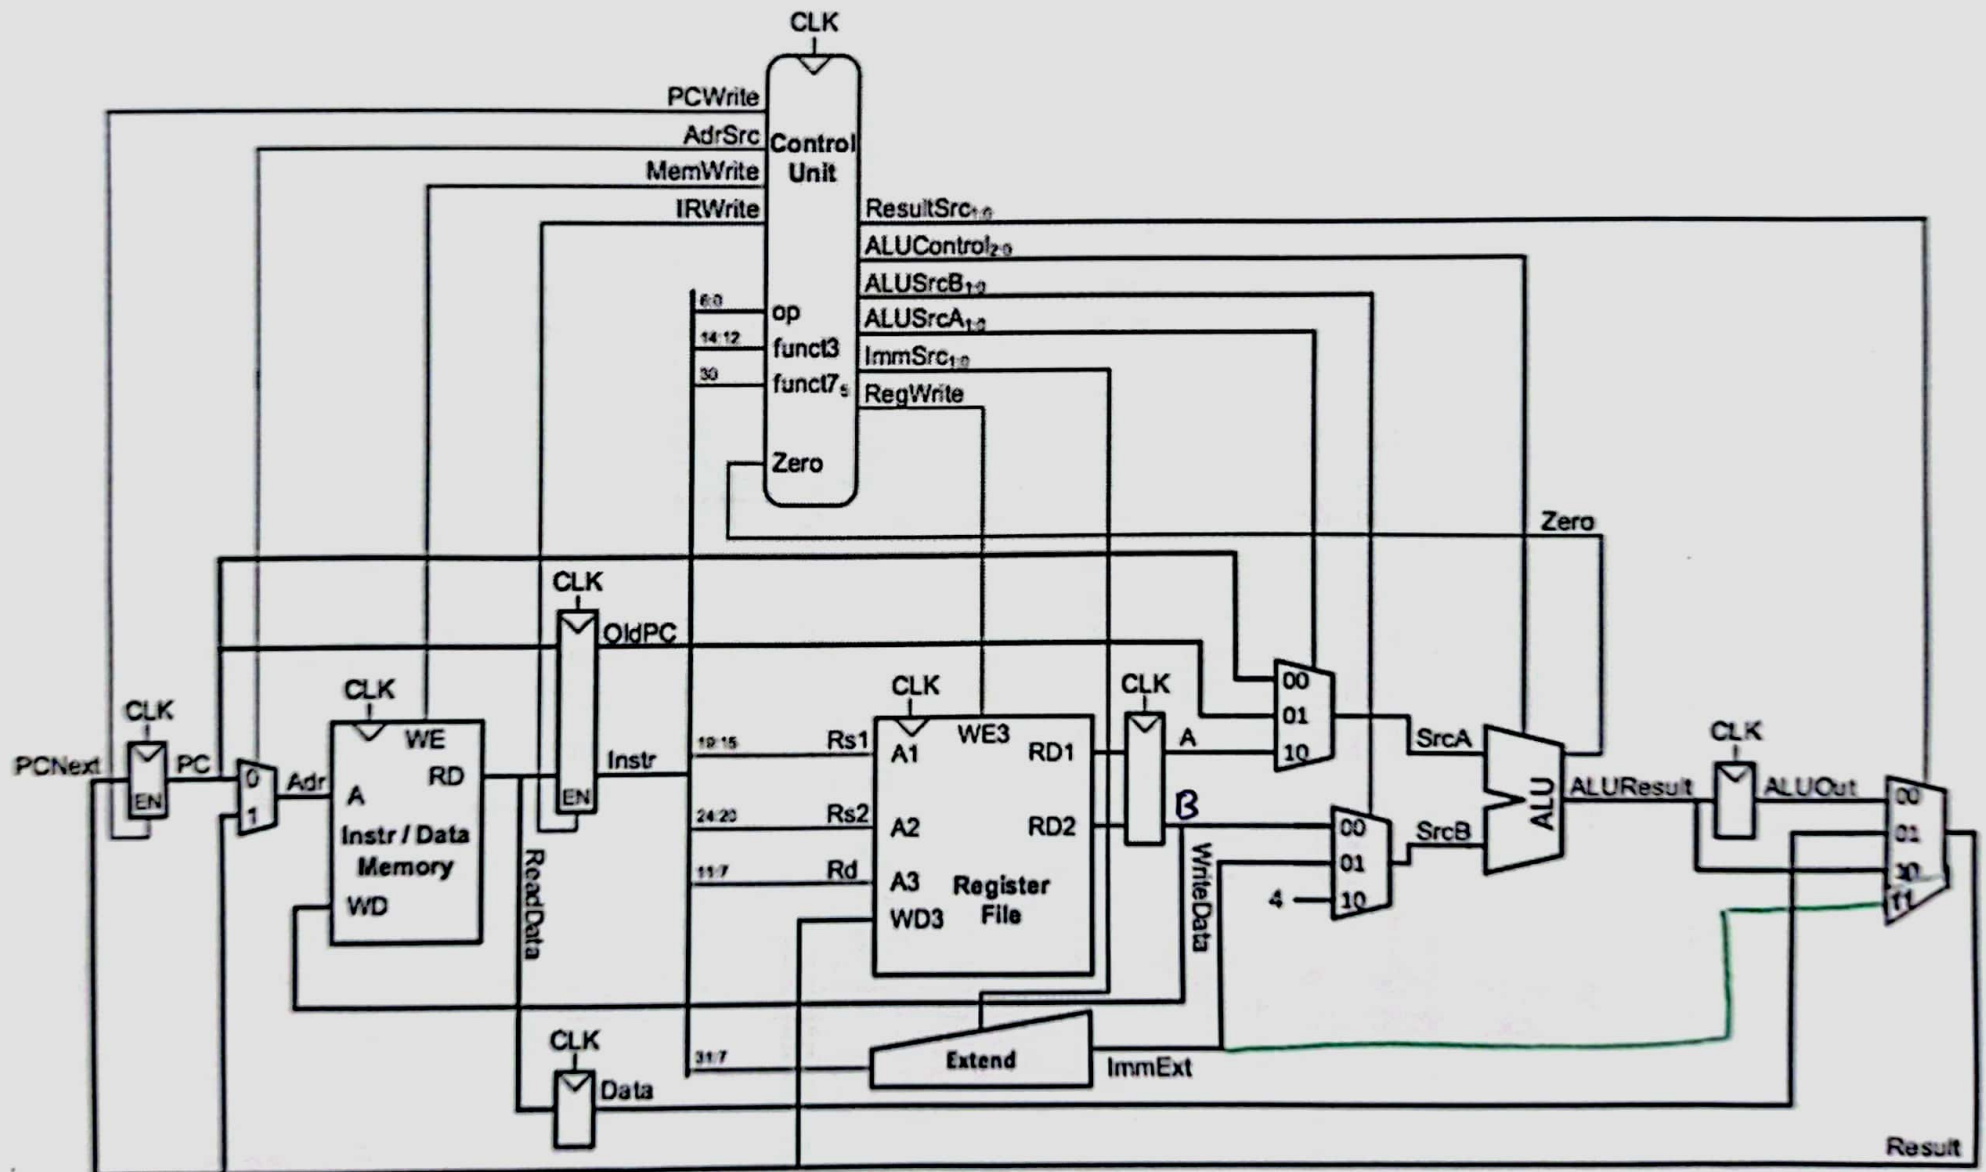 CLK
PCWrite
AdrSrc
MemWrite
IRWrite
Control
Unit
ResultSrc1:0
ALUControl2:0
ALUSrcB1:0
ALUSrcA1:0
ImmSrc1:0
RegWrite
6:0
op
14:12
funct3
30
funct75
Zero
Zero
CLK
OldPC
CLK
PCNext
EN
PC
0
1
Adr
CLK
WE
RD
A
Instr / Data
Memory
WD
EN
Instr
ReadData
19:15
Rs1
24:20
Rs2
11:7
Rd
CLK
A1
WE3
RD1
A2
RD2
A3
WD3
Register
File
CLK
A
B
WriteData
00
01
10
SrcA
00
01
10
4
SrcB
ALU
ALUResult
CLK
ALUOut
00
01
10
11
31:7
Extend
ImmExt
CLK
Data
Result